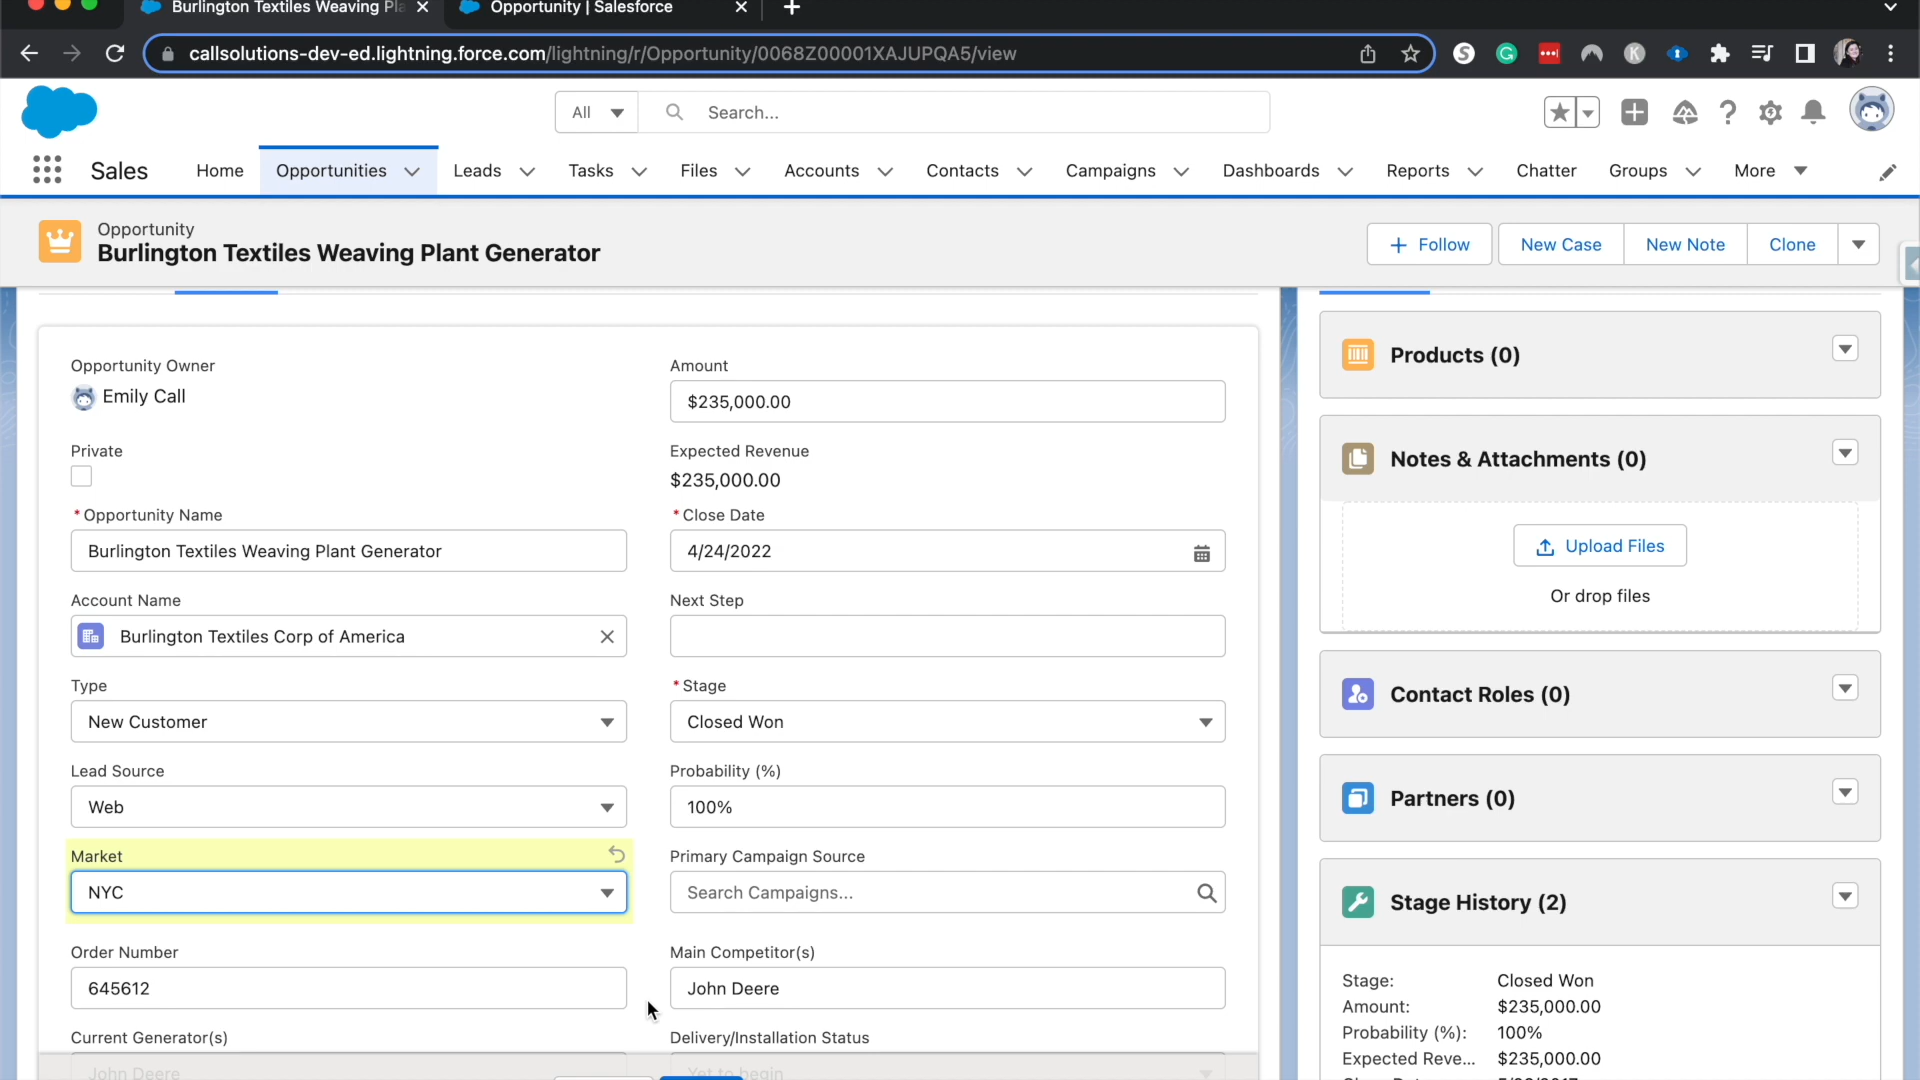 Burlington Textiles Weaving Pla
Opportunity | Salesforce
callsolutions-dev-ed.lightning.force.com/lightning/r/Opportunity/0068Z00001XAJUPQA5/view
All
Search...
Sales
Home
Opportunities
Leads
Tasks
Files
Accounts
Contacts
Campaigns
Dashboards
Reports
Chatter
Groups
More
Opportunity
Burlington Textiles Weaving Plant Generator
+ Follow
New Case
New Note
Clone
Opportunity Owner
Emily Call
Amount
$235,000.00
Private
Expected Revenue
$235,000.00
* Opportunity Name
Burlington Textiles Weaving Plant Generator
* Close Date
4/24/2022
Account Name
Burlington Textiles Corp of America
Next Step
Type
New Customer
* Stage
Closed Won
Lead Source
Web
Probability (%)
100%
Market
NYC
Primary Campaign Source
Search Campaigns...
Order Number
645612
Main Competitor(s)
John Deere
Current Generator(s)
John Deere
Delivery/Installation Status
Yet to begin
Products (0)
Notes & Attachments (0)
Upload Files
Or drop files
Contact Roles (0)
Partners (0)
Stage History (2)
Stage: Closed Won
Amount: $235,000.00
Probability (%): 100%
Expected Reve... $235,000.00